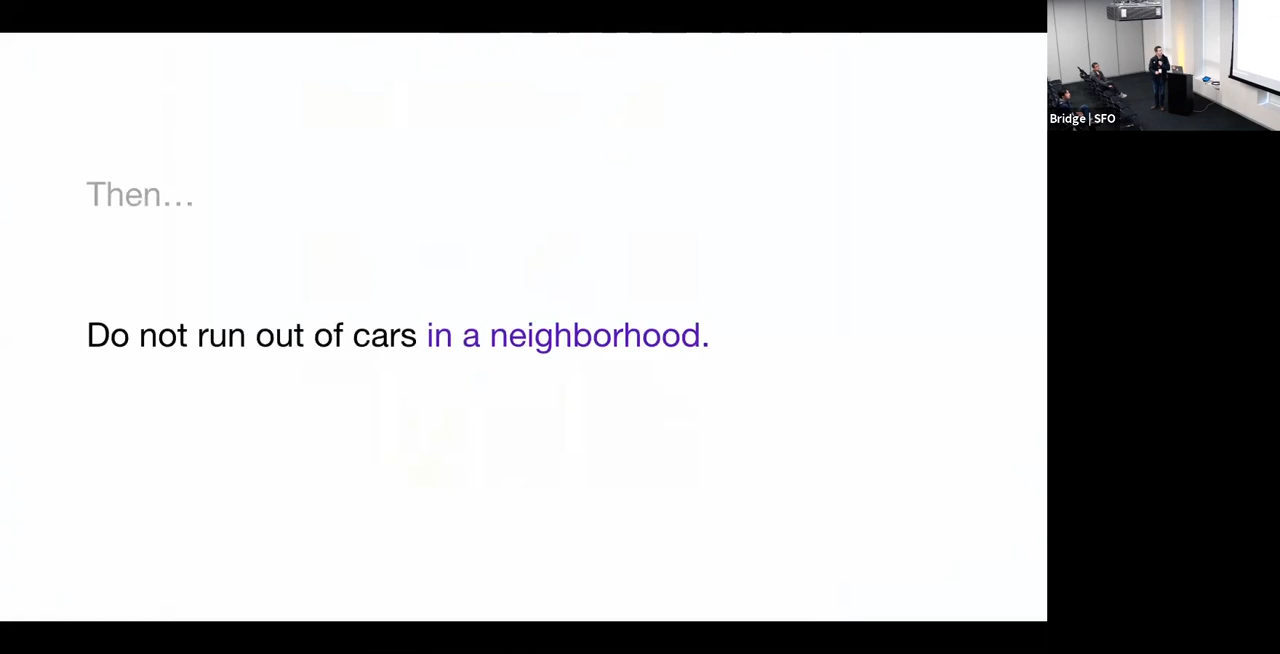 Then…
Do not run out of cars in a neighborhood.
Bridge | SFO